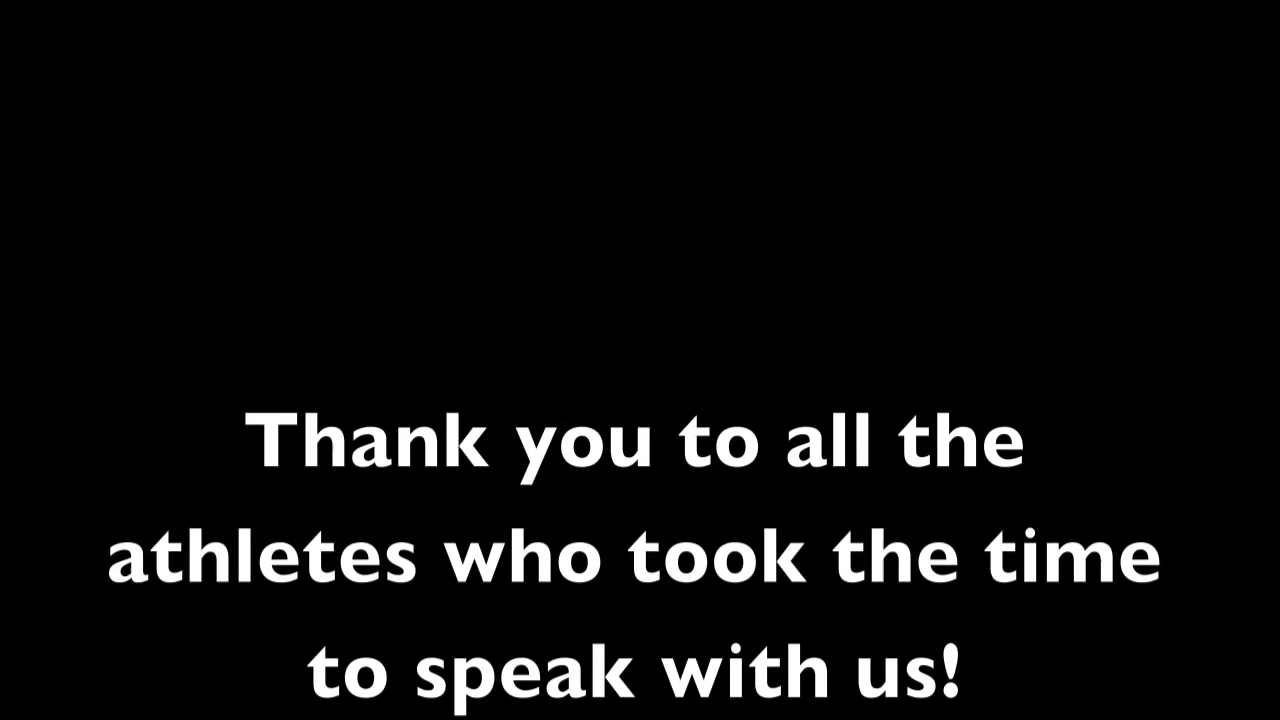 Thank you to all the
athletes who took the time
to speak with us!